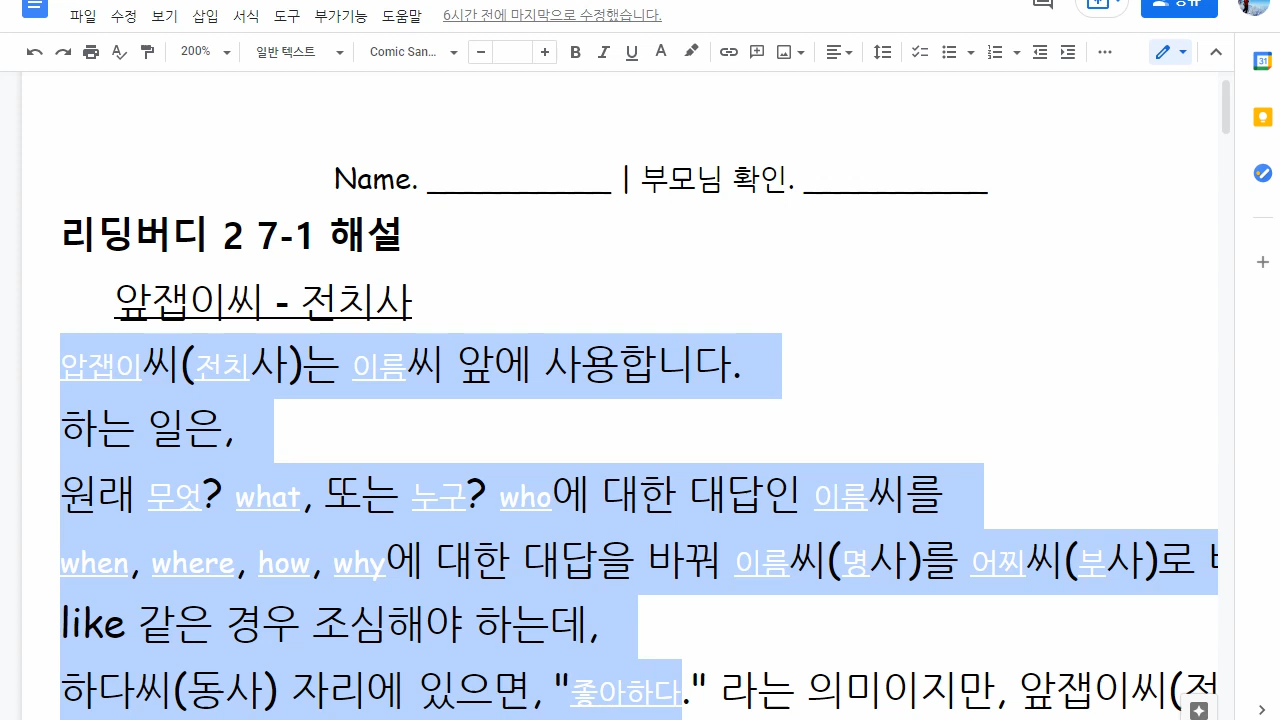 파일 수정 보기 삽입 서식 도구 부가기능 도움말 6시간 전에 마지막으로 수정했습니다.
200% 일반 텍스트 Comic San... B I U A
31
Name. __________ | 부모님 확인. __________
리딩버디 2 7-1 해설
앞잽이씨 - 전치사
압잽이씨(전치사)는 이름씨 앞에 사용합니다.
하는 일은,
원래 무엇? what, 또는 누구? who에 대한 대답인 이름씨를
when, where, how, why에 대한 대답을 바꿔 이름씨(명사)를 어찌씨(부사)로
like 같은 경우 조심해야 하는데,
하다씨(동사) 자리에 있으면, "좋아하다." 라는 의미이지만, 앞잽이씨(전